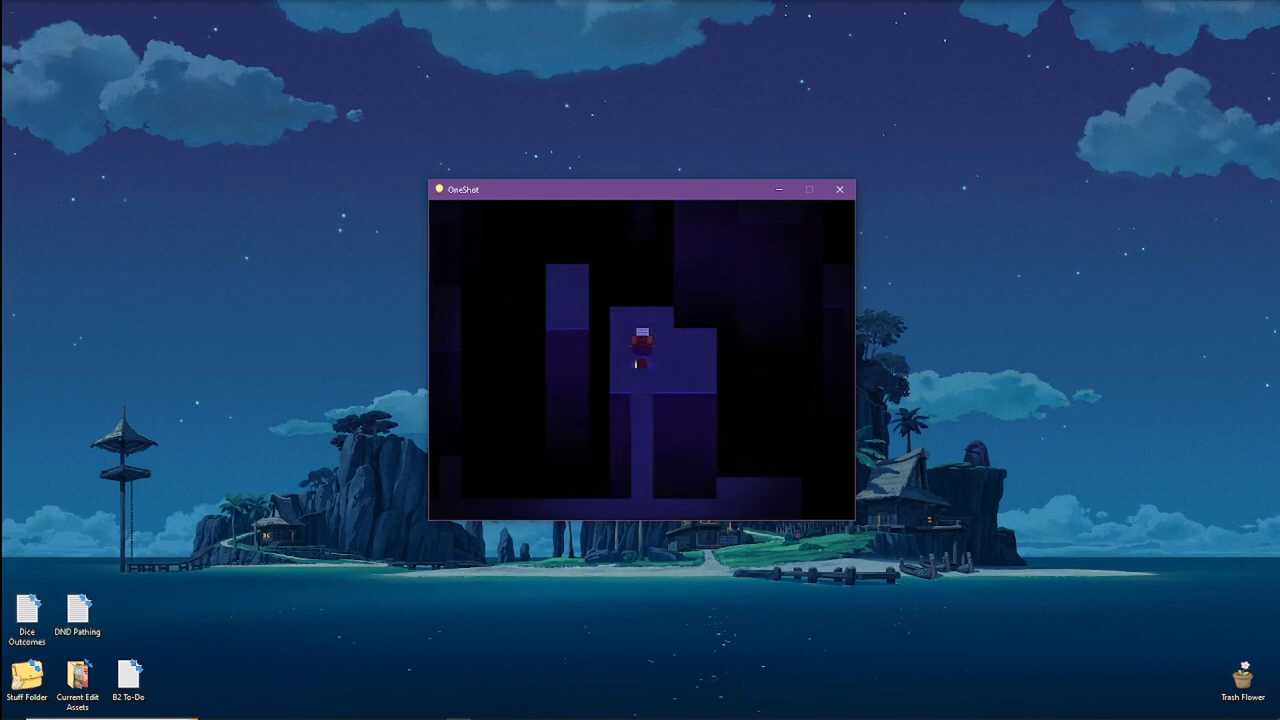 OneShot
Dice
Outcomes
DND Pathing
Stuff Folder
Current Edit
Assets
B2 To-Do
Trash Flower